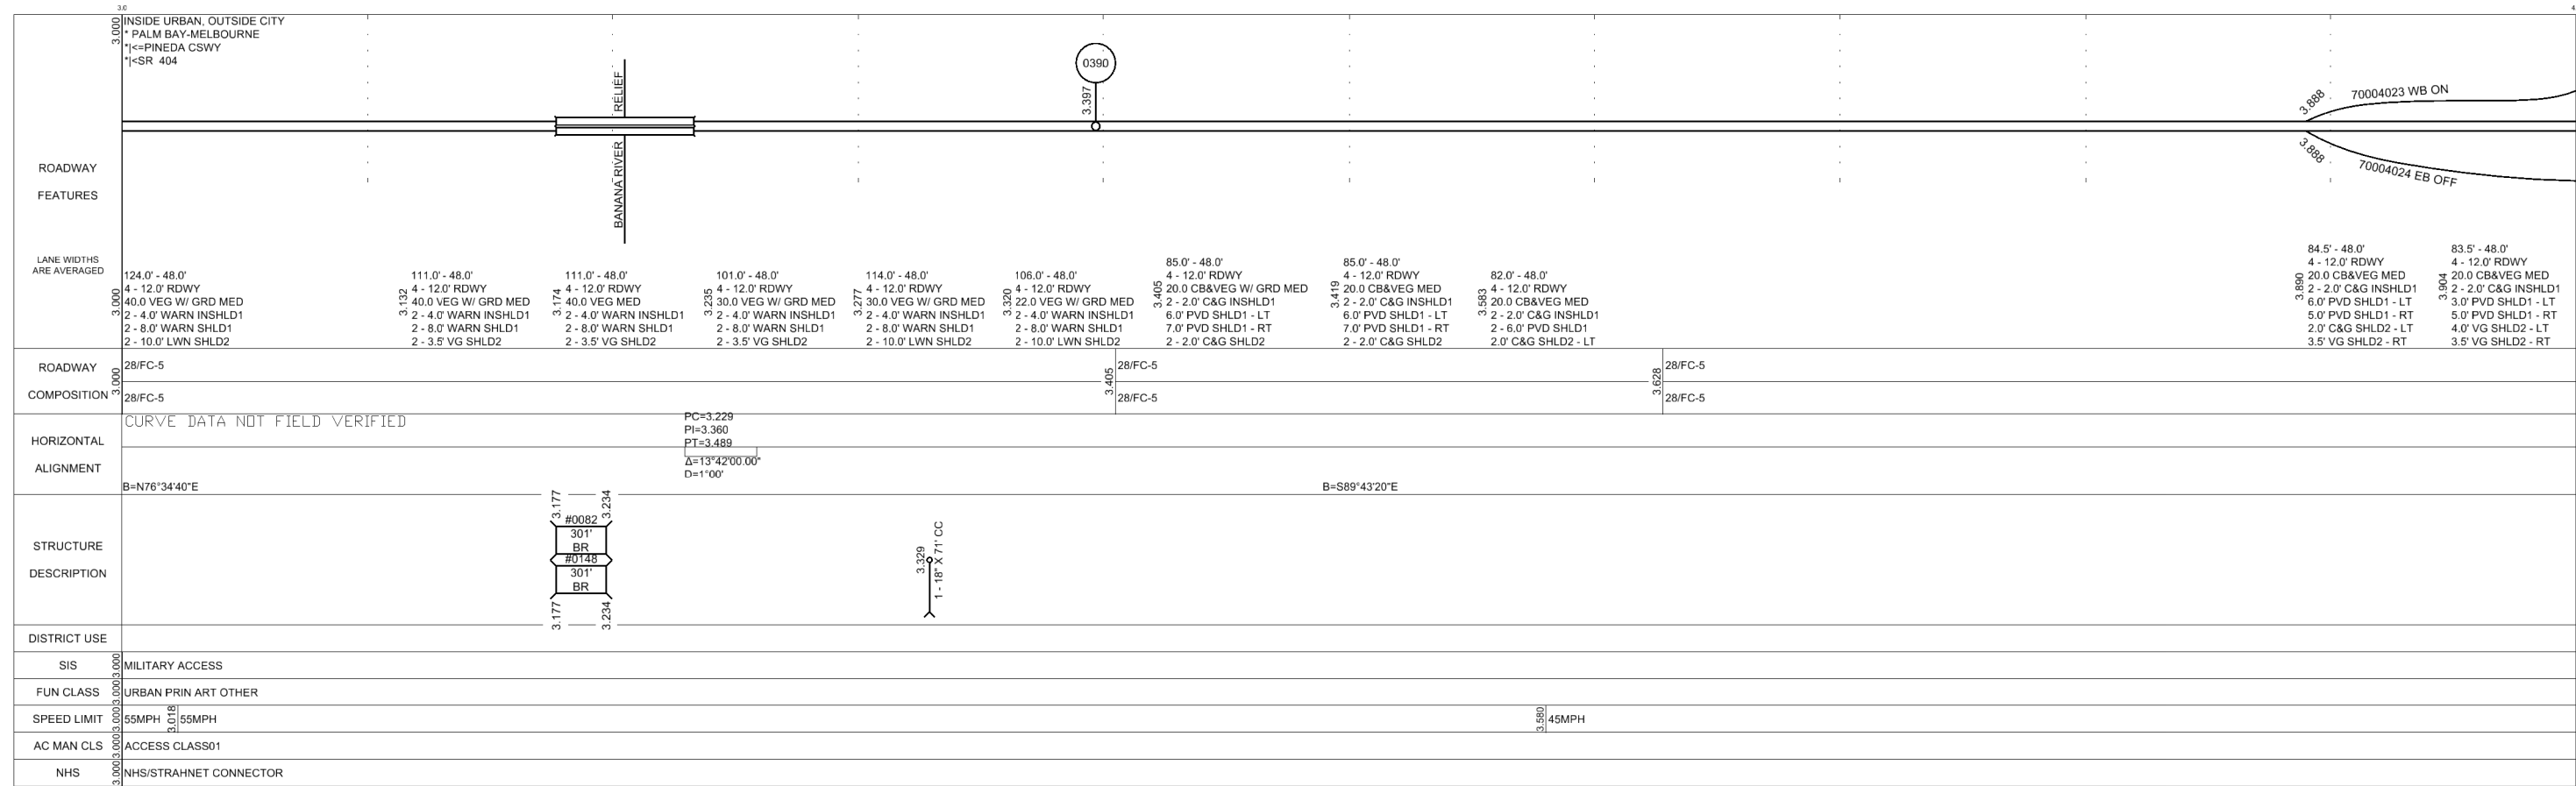 3.0
4
3.000
INSIDE URBAN, OUTSIDE CITY
* PALM BAY-MELBOURNE
*|<=PINEDA CSWY
*|<SR 404
RELIEF
BANANA RIVER
0390
3.397
3.888
70004023 WB ON
3.888
70004024 EB OFF
ROADWAY
FEATURES
LANE WIDTHS
ARE AVERAGED
3.000
124.0' - 48.0'
4 - 12.0' RDWY
40.0 VEG W/ GRD MED
2 - 4.0' WARN INSHLD1
2 - 8.0' WARN SHLD1
2 - 10.0' LWN SHLD2
3.132
111.0' - 48.0'
4 - 12.0' RDWY
40.0 VEG W/ GRD MED
2 - 4.0' WARN INSHLD1
2 - 8.0' WARN SHLD1
2 - 3.5' VG SHLD2
3.174
111.0' - 48.0'
4 - 12.0' RDWY
40.0 VEG MED
2 - 4.0' WARN INSHLD1
2 - 8.0' WARN SHLD1
2 - 3.5' VG SHLD2
3.235
101.0' - 48.0'
4 - 12.0' RDWY
30.0 VEG W/ GRD MED
2 - 4.0' WARN INSHLD1
2 - 8.0' WARN SHLD1
2 - 3.5' VG SHLD2
3.277
114.0' - 48.0'
4 - 12.0' RDWY
30.0 VEG W/ GRD MED
2 - 4.0' WARN INSHLD1
2 - 8.0' WARN SHLD1
2 - 10.0' LWN SHLD2
3.320
106.0' - 48.0'
4 - 12.0' RDWY
22.0 VEG W/ GRD MED
2 - 4.0' WARN INSHLD1
2 - 8.0' WARN SHLD1
2 - 10.0' LWN SHLD2
3.405
85.0' - 48.0'
4 - 12.0' RDWY
20.0 CB&VEG W/ GRD MED
2 - 2.0' C&G INSHLD1
6.0' PVD SHLD1 - LT
7.0' PVD SHLD1 - RT
2 - 2.0' C&G SHLD2
3.419
85.0' - 48.0'
4 - 12.0' RDWY
20.0 CB&VEG MED
2 - 2.0' C&G INSHLD1
6.0' PVD SHLD1 - LT
7.0' PVD SHLD1 - RT
2 - 2.0' C&G SHLD2
3.583
82.0' - 48.0'
4 - 12.0' RDWY
20.0 CB&VEG MED
2 - 2.0' C&G INSHLD1
2 - 6.0' PVD SHLD1
2.0' C&G SHLD2 - LT
3.890
84.5' - 48.0'
4 - 12.0' RDWY
20.0 CB&VEG MED
2 - 2.0' C&G INSHLD1
6.0' PVD SHLD1 - LT
5.0' PVD SHLD1 - RT
2.0' C&G SHLD2 - LT
3.5' VG SHLD2 - RT
3.904
83.5' - 48.0'
4 - 12.0' RDWY
20.0 CB&VEG MED
2 - 2.0' C&G INSHLD1
3.0' PVD SHLD1 - LT
5.0' PVD SHLD1 - RT
4.0' VG SHLD2 - LT
3.5' VG SHLD2 - RT
ROADWAY
COMPOSITION
3.000
28/FC-5
28/FC-5
3.405
28/FC-5
28/FC-5
3.628
28/FC-5
28/FC-5
HORIZONTAL
ALIGNMENT
CURVE DATA NOT FIELD VERIFIED
PC=3.229
PI=3.360
PT=3.489
Δ=13°42'00.00"
D=1°00'
B=N76°34'40"E
B=S89°43'20"E
STRUCTURE
DESCRIPTION
3.177
3.234
#0082
301'
BR
#0148
301'
BR
3.177
3.234
3.329
1 - 18" X 71' CC
DISTRICT USE
SIS
3.000
MILITARY ACCESS
FUN CLASS
3.000
URBAN PRIN ART OTHER
SPEED LIMIT
3.000
55MPH
3.018
55MPH
3.580
45MPH
AC MAN CLS
3.000
ACCESS CLASS01
NHS
3.000
NHS/STRAHNET CONNECTOR